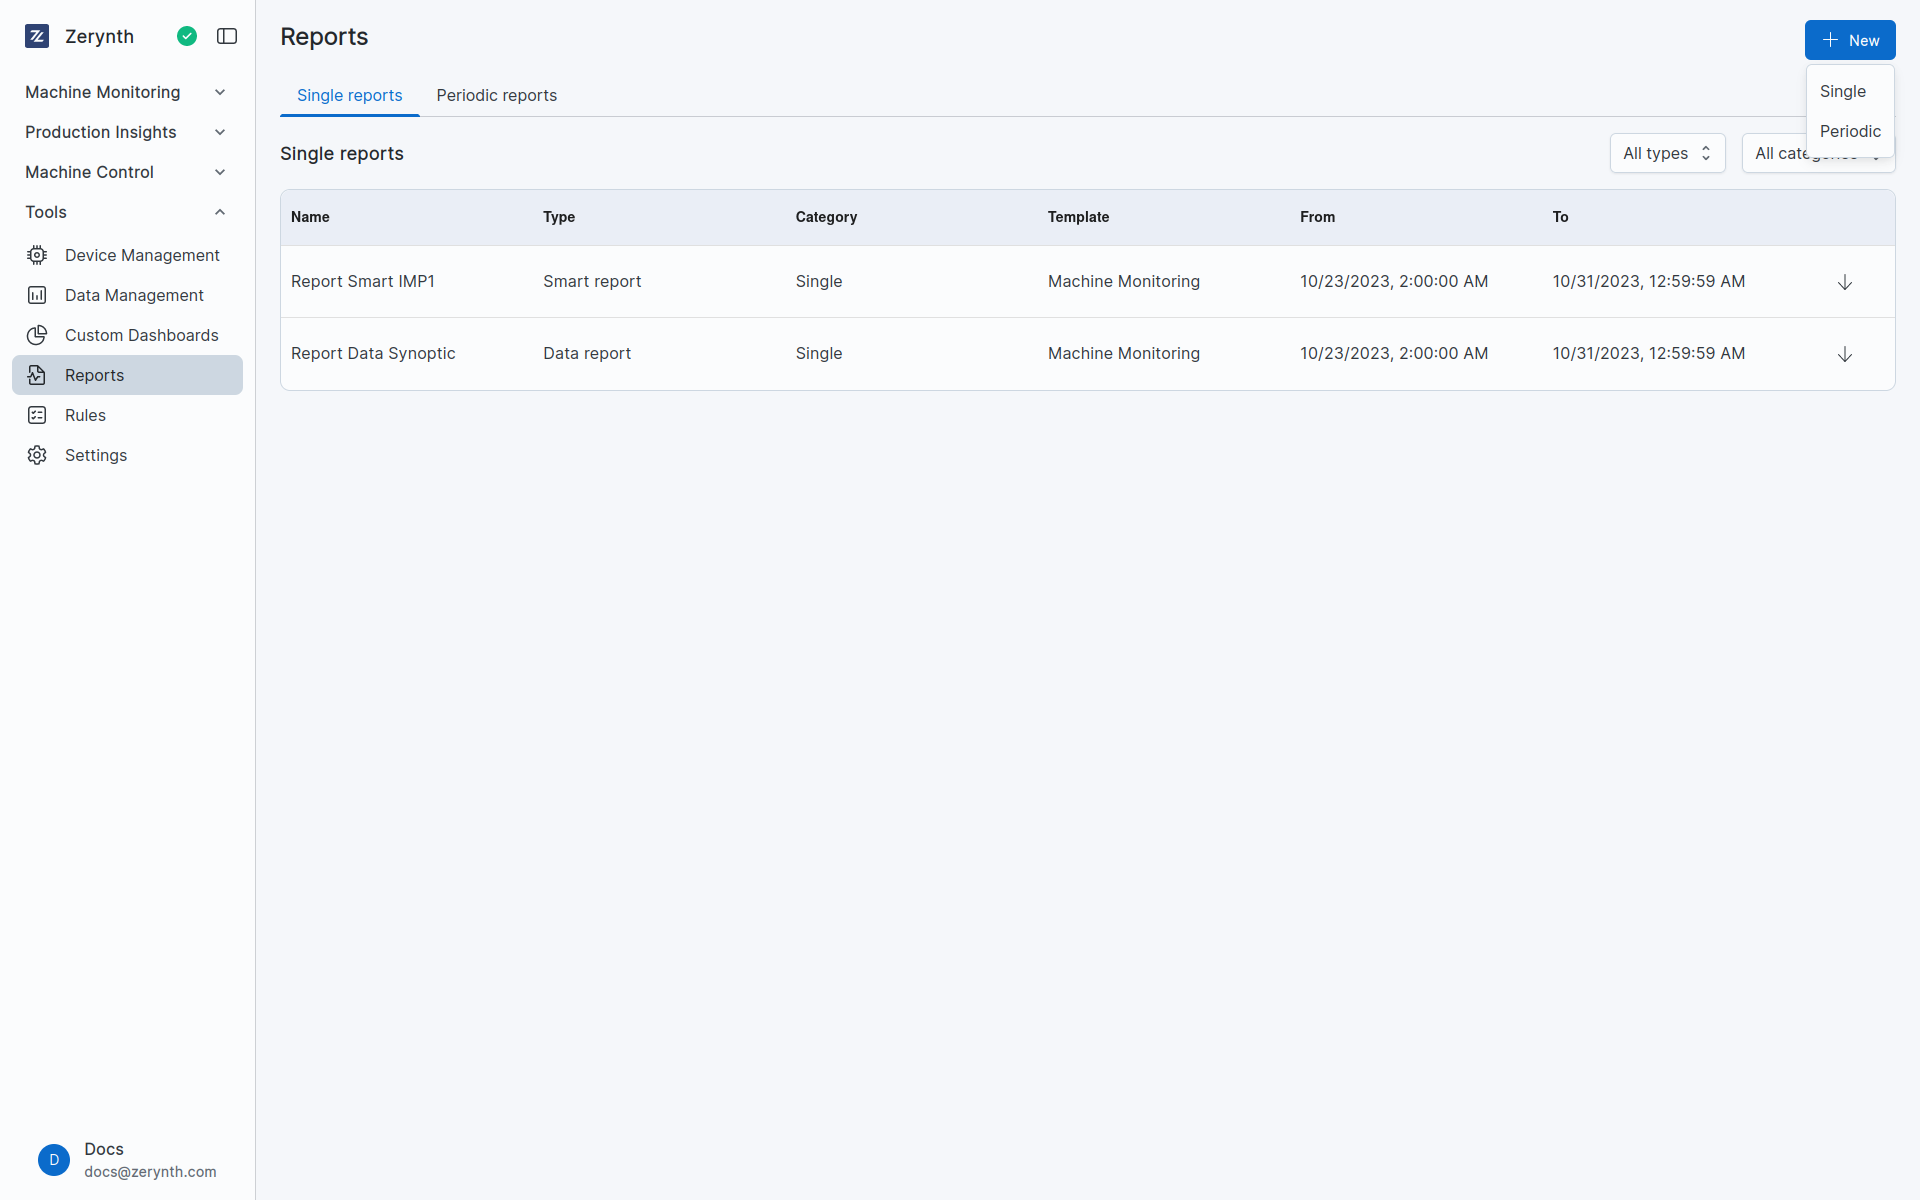 Zerynth
Machine Monitoring
Production Insights
Machine Control
Tools
Device Management
Data Management
Custom Dashboards
Reports
Rules
Settings
Docs
D
docs@zerynth.com
Reports
New
Single
Periodic
Single reports Periodic reports
Single reports
All types
All
Name Type Category Template From To
Report Smart IMP1 Smart report Single Machine Monitoring 10/23/2023, 2:00:00 AM 10/31/2023, 12:59:59 AM
Report Data Synoptic Data report Single Machine Monitoring 10/23/2023, 2:00:00 AM 10/31/2023, 12:59:59 AM